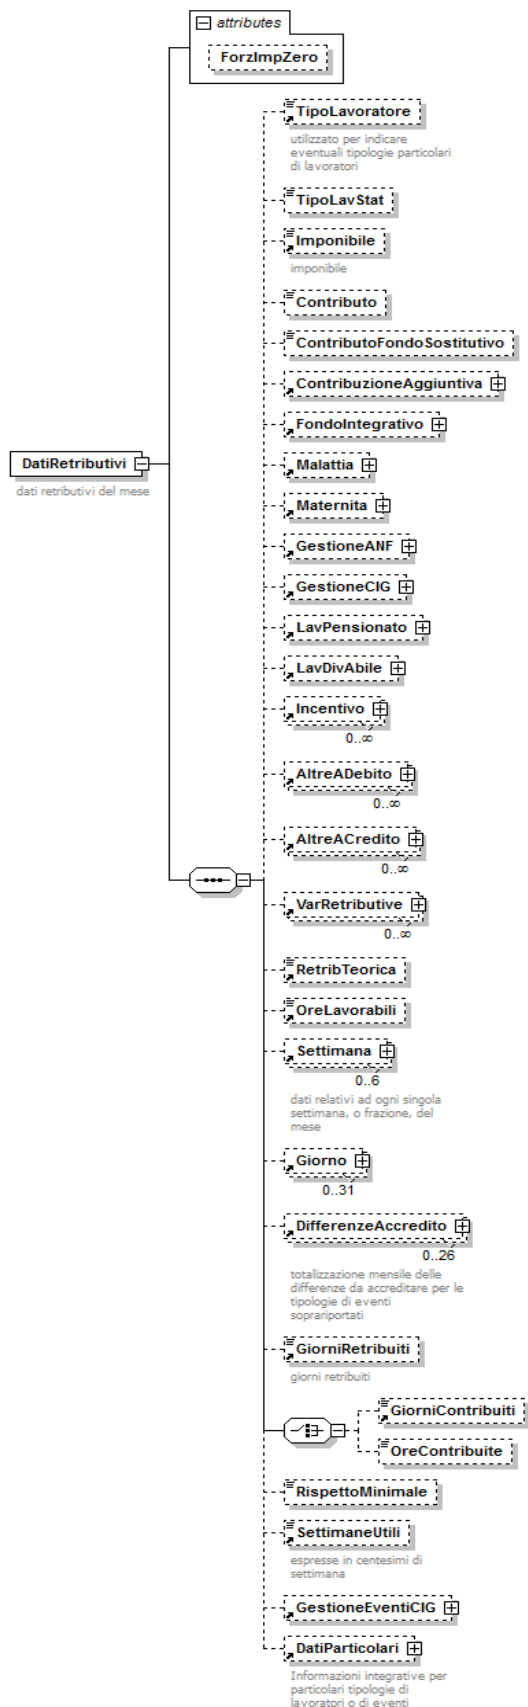 attributes
ForzImpZero
TipoLavoratore
utilizzato per indicare
eventuali tipologie particolari
di lavoratori
TipoLavStat
Imponibile
imponibile
Contributo
ContributoFondoSostitutivo
ContribuzioneAggiuntiva
FondoIntegrativo
DatiRetributivi
dati retributivi del mese
Malattia
Maternita
GestioneANF
GestioneCIG
LavPensionato
LavDivAbile
Incentivo
0..∞
AltreADebito
0..∞
AltreACredito
0..∞
VarRetributive
0..∞
RetribTeorica
OreLavorabili
Settimana
0..6
dati relativi ad ogni singola
settimana, o frazione, del
mese
Giorno
0..31
DifferenzeAccredito
0..26
totalizzazione mensile delle
differenze da accreditare per le
tipologie di eventi
soprariportati
GiorniRetribuiti
giorni retribuiti
GiorniContribuiti
OreContribuite
RispettoMinimale
SettimaneUtili
espresse in centesimi di
settimana
GestioneEventiCIG
DatiParticolari
Informazioni integrative per
particolari tipologie di
lavoratori o di eventi